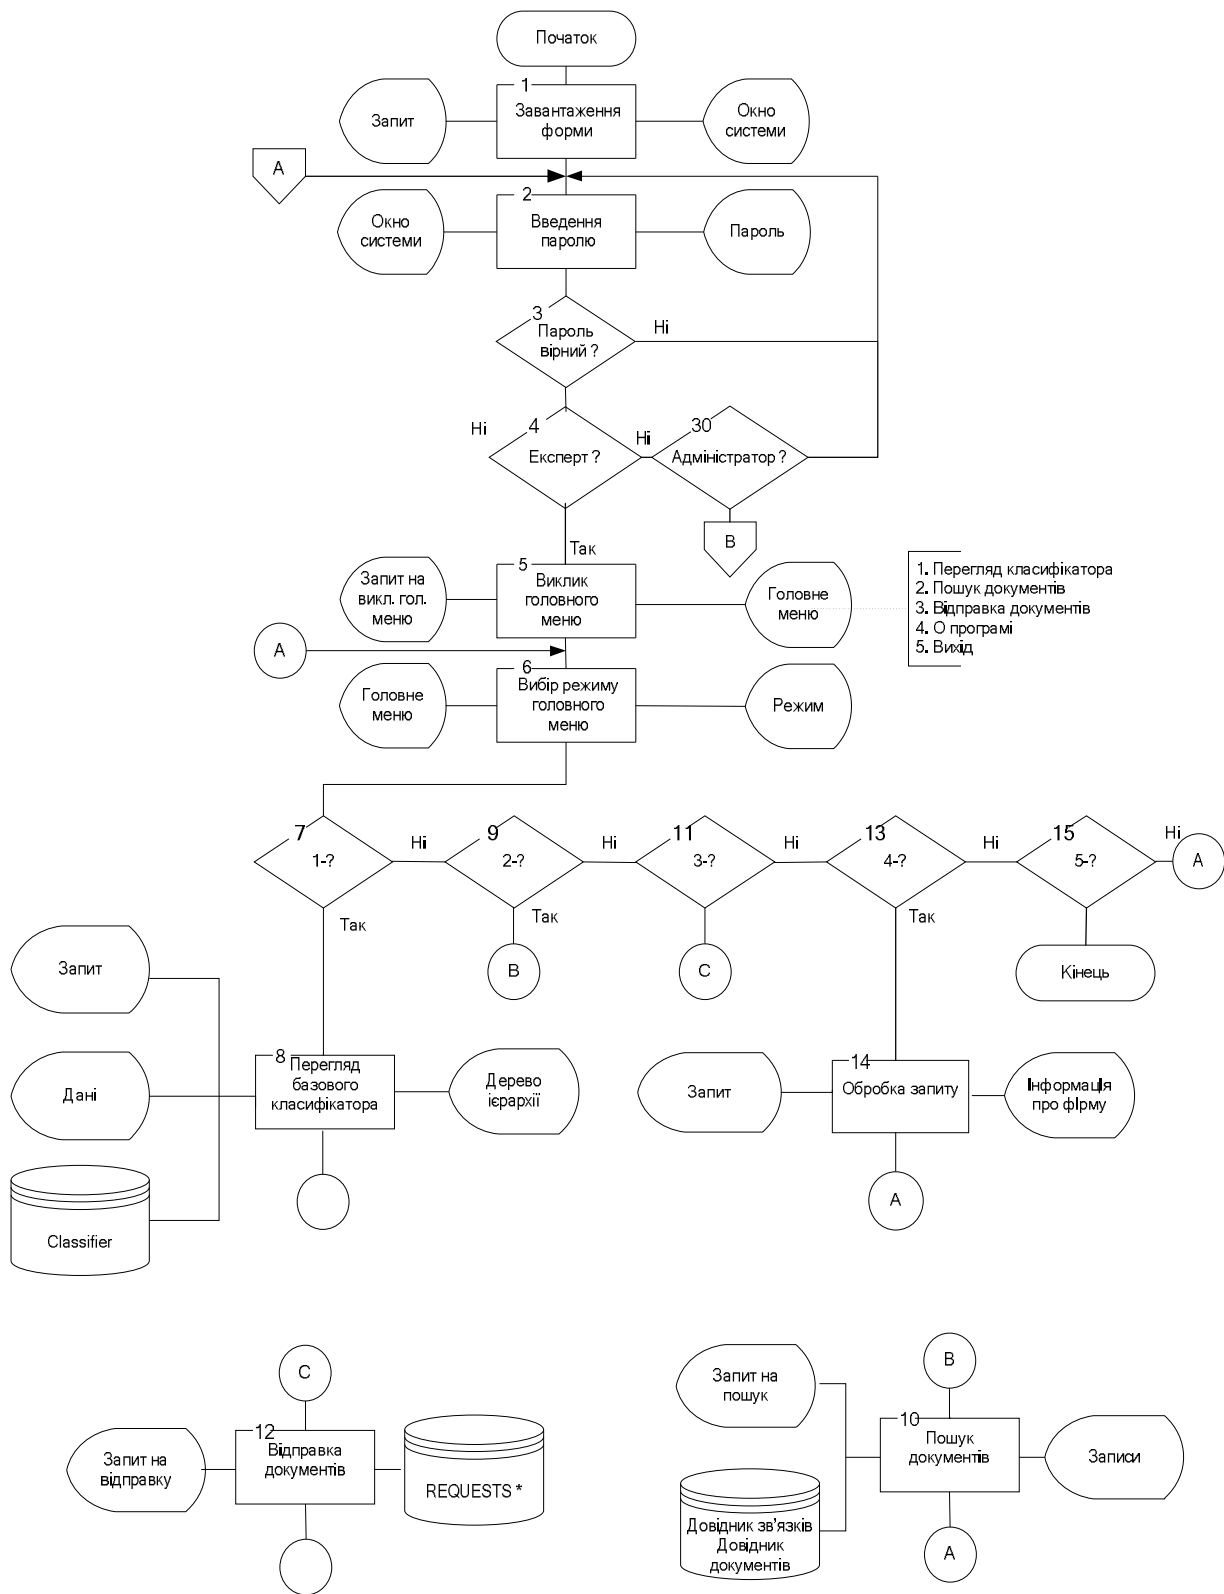 Початок
1
Запит
Завантаження
форми
Окно
системи
А
2
Окно
системи
Введення
паролю
Пароль
3
Пароль
вірний ?
Ні
Ні
4
Експерт ?
Ні
30
Адміністратор ?
В
Так
5
Запит на
викл. гол.
меню
Виклик
головного
меню
Головне
меню
1. Перегляд класифікатора
2. Пошук документів
3. Відправка документів
4. О програмі
5. Вихід
А
6
Головне
меню
Вибір режиму
головного
меню
Режим
7
1-?
Ні
9
2-?
Ні
11
3-?
Ні
13
4-?
Ні
15
5-?
Ні
А
Так
Так
Так
В
С
Кінець
Запит
Дані
Classifier
8
Перегляд
базового
класифікатора
Дерево
ієрархії
Запит
14
Обробка запиту
Інформація
про фірму
А
С
12
Запит на
відправку
Відправка
документів
REQUESTS *
В
Запит на
пошук
10
Пошук
документів
Записи
Довідник зв'язків
Довідник
документів
А